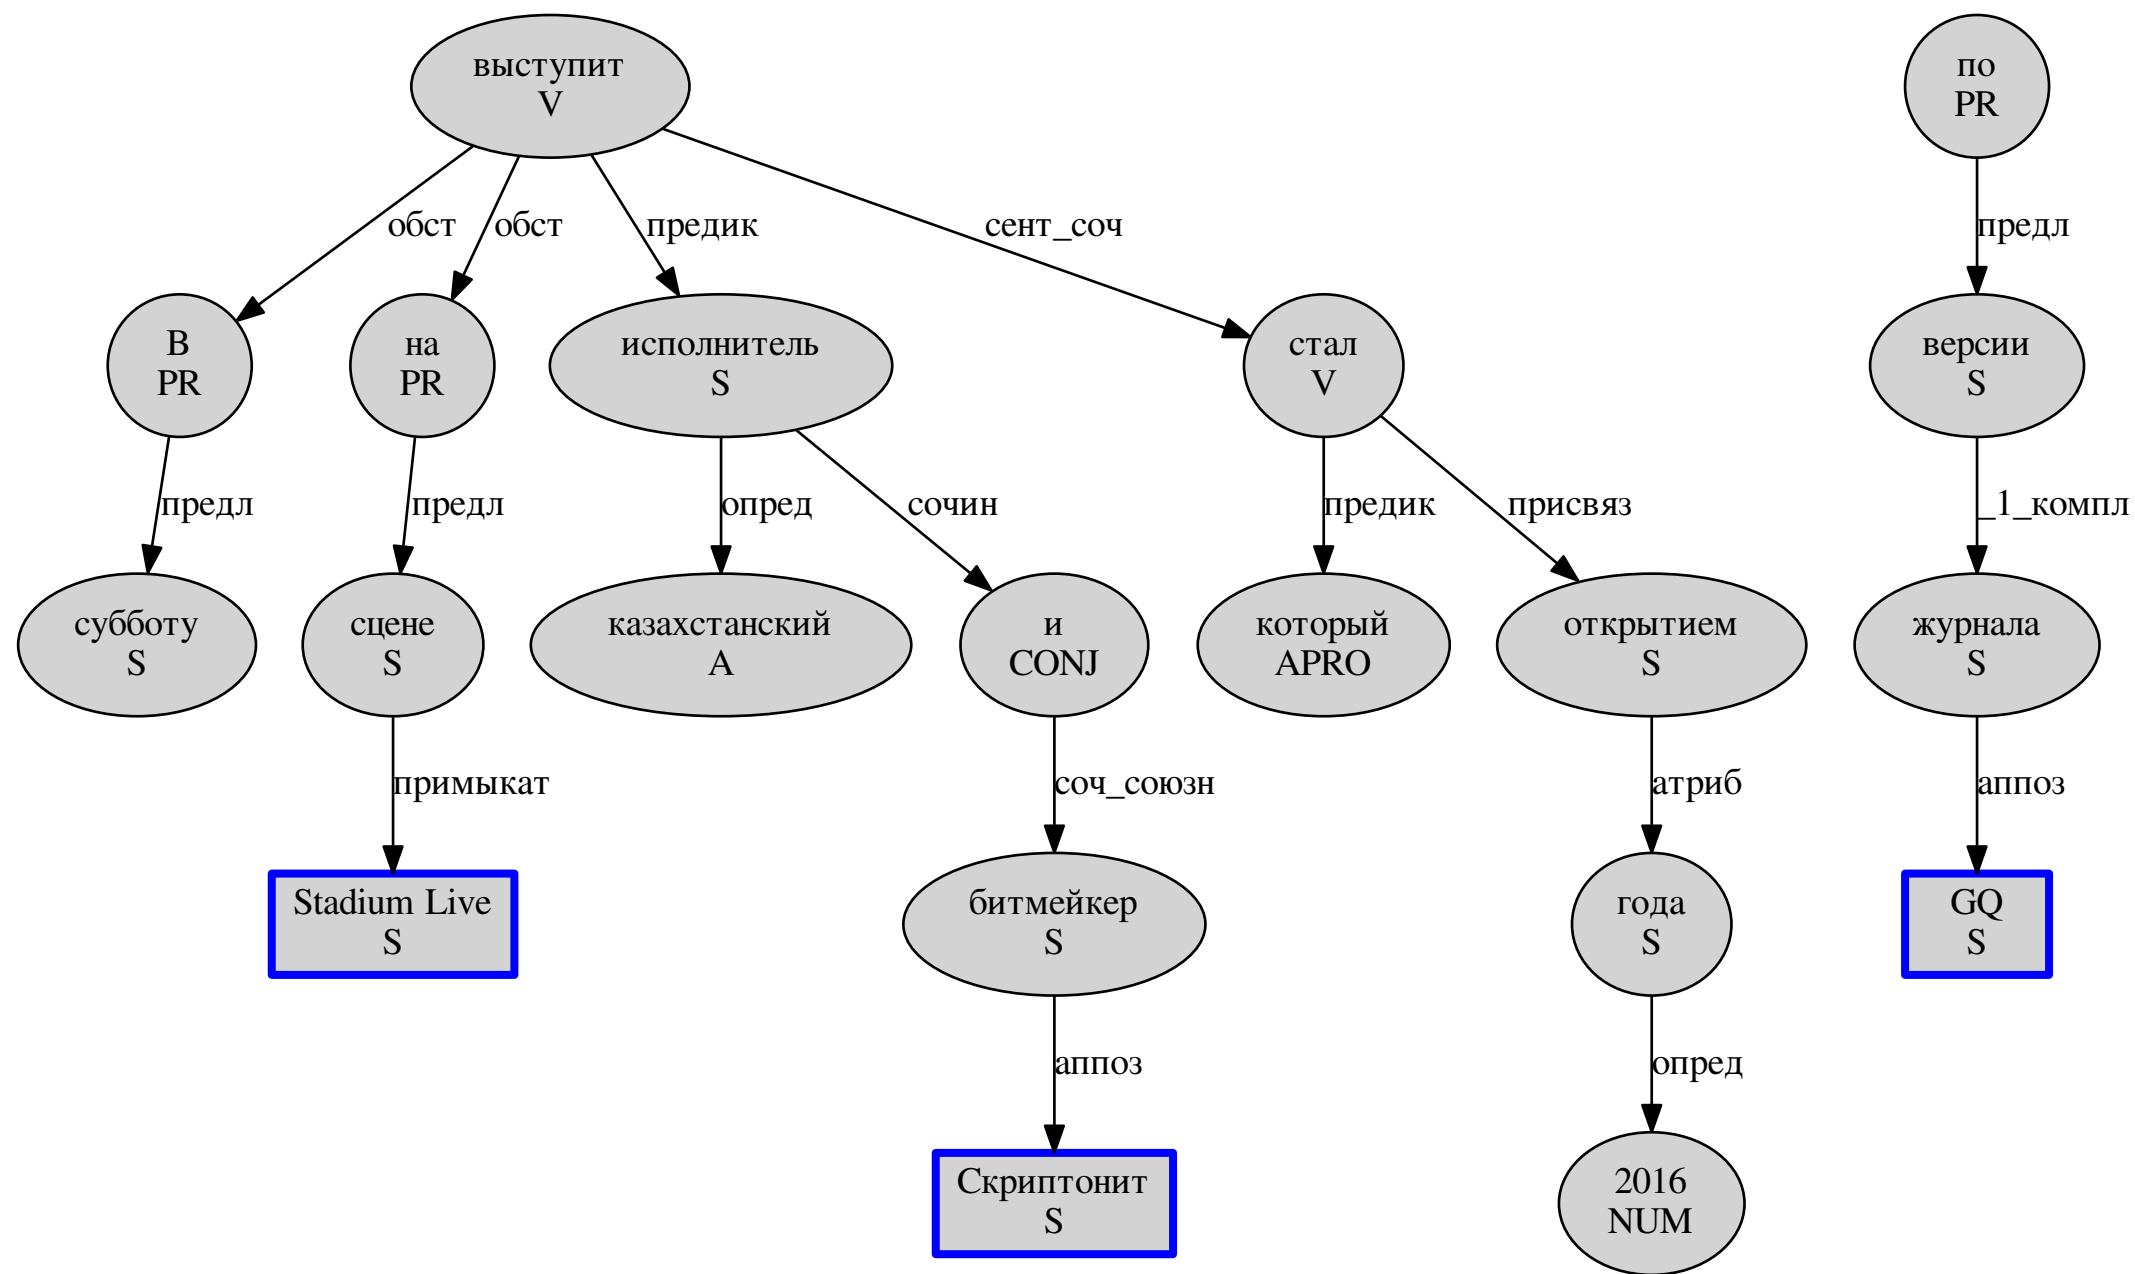 выступит
V
по
PR
обст
обст
предик
сент_соч
предл
В
PR
на
PR
исполнитель
S
стал
V
версии
S
предл
предл
опред
сочин
предик
присвяз
_1_компл
субботу
S
сцене
S
казахстанский
A
и
CONJ
который
APRO
открытием
S
журнала
S
примыкат
соч_союзн
атриб
аппоз
Stadium Live
S
битмейкер
S
года
S
GQ
S
аппоз
опред
Скриптонит
S
2016
NUM